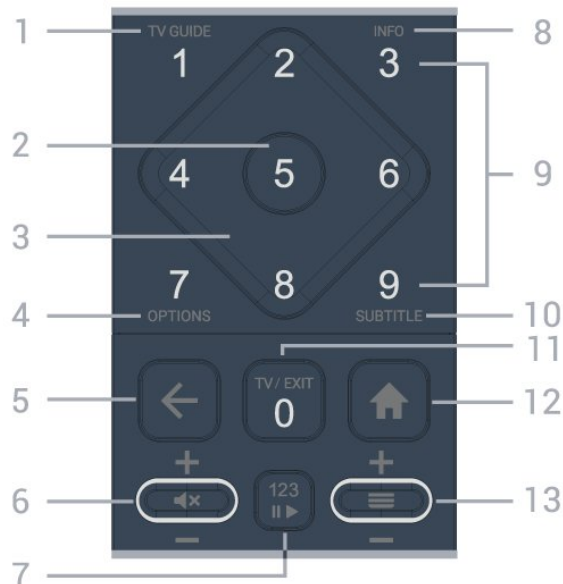 1 TV GUIDE INFO 8
1 2 3
2
9
4 5 6
3
7 8 9
4 OPTIONS SUBTITLE 10
11
TV / EXIT
5 0 12
+ +
6 123 13
- -
7